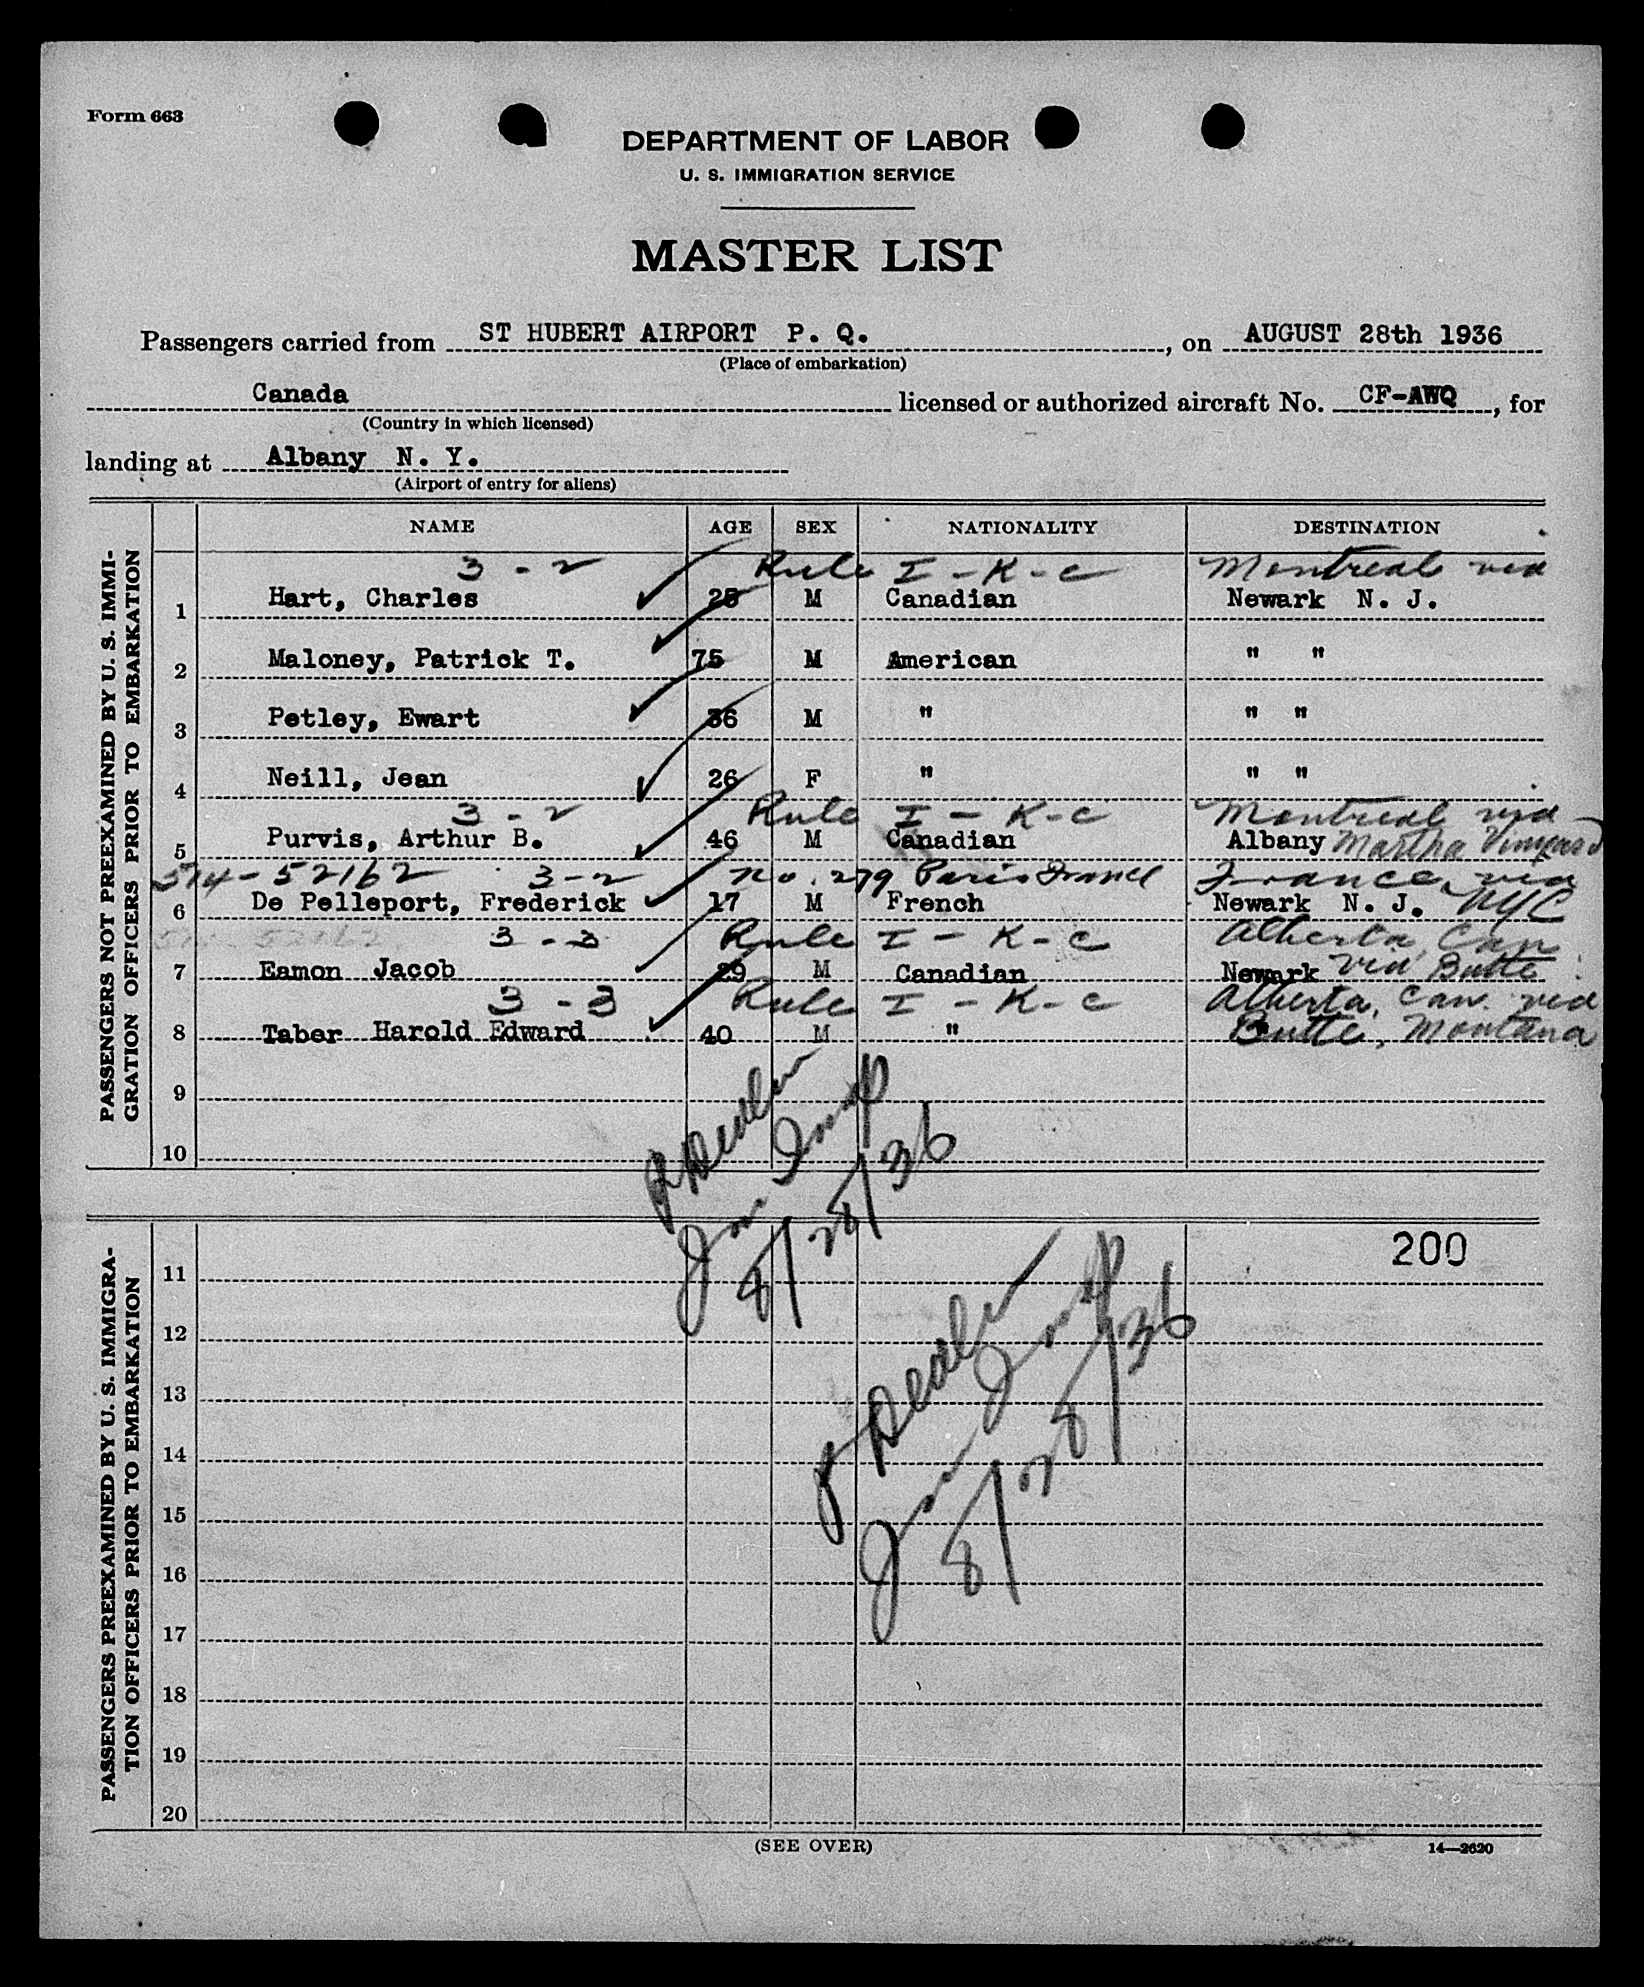 Form 663
DEPARTMENT OF LABOR
U. S. IMMIGRATION SERVICE
MASTER LIST
Passengers carried from ST HUBERT AIRPORT P. Q. , on AUGUST 28th 1936
(Place of embarkation)
Canada licensed or authorized aircraft No. CF-AWQ , for
(Country in which licensed)
landing at Albany N. Y.
(Airport of entry for aliens)
NAME AGE SEX NATIONALITY DESTINATION
PASSENGERS NOT PREEXAMINED BY U. S. IMMI-
GRATION OFFICERS PRIOR TO EMBARKATION
3 - 2 Rule I - K - C Montreal via
1 Hart, Charles 28 M Canadian Newark N. J.
2 Maloney, Patrick T. 75 M American " "
3 Petley, Ewart 36 M " " "
4 Neill, Jean 26 F " " "
3 - 2 Rule I - K - C Montreal via
5 Purvis, Arthur B. 46 M Canadian Albany Martha Vinyard
514-52162 3-2 No. 279 Paris France France via
6 De Pelleport, Frederick 17 M French Newark N. J. NYC
52162 3 - 3 Rule I - K - C Alberta, Can
7 Eamon Jacob 29 M Canadian Newark via Butte
3 - 3 Rule I - K - C Alberta, Can. via
8 Taber Harold Edward 40 M " Butte, Montana
9
10
8/28/36
PASSENGERS PREEXAMINED BY U. S. IMMIGRA-
TION OFFICERS PRIOR TO EMBARKATION
200
11
12
13
14
15
16
17
18
19
20
8/28/36
(SEE OVER)
14—2620